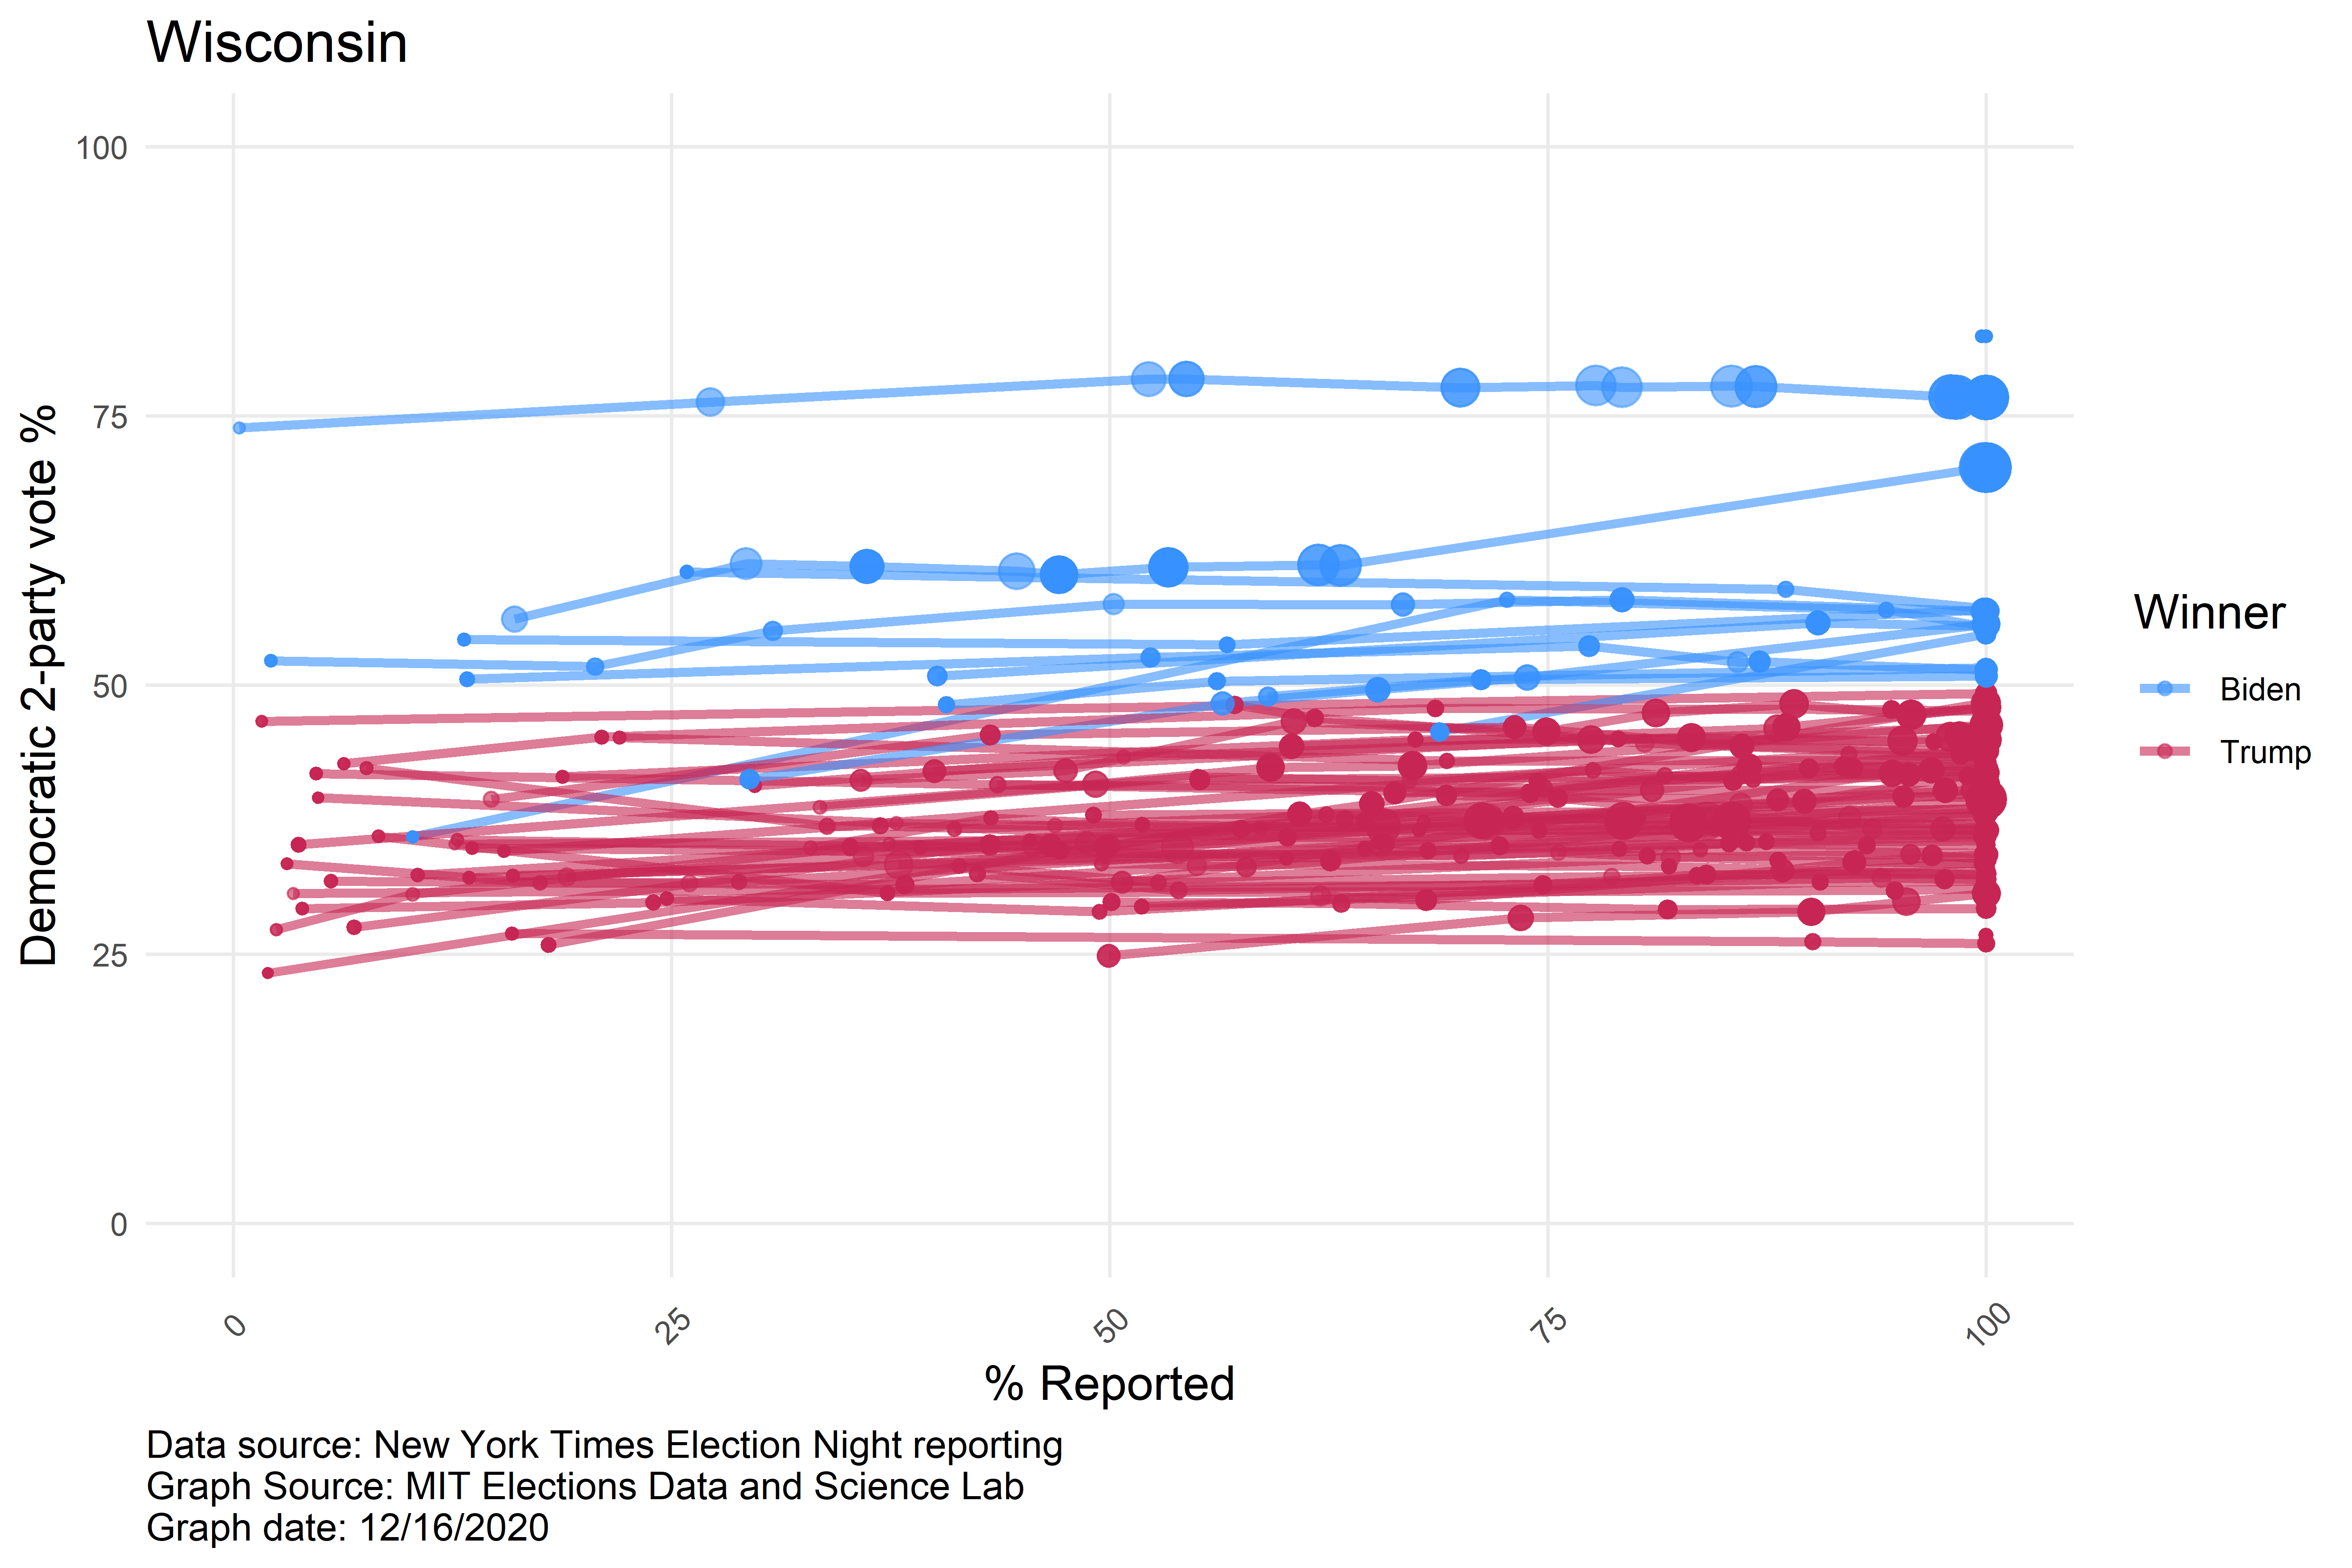 Wisconsin
100
75
50
25
0
Democratic 2-party vote %
0
25
50
75
100
% Reported
Winner
Biden
Trump
Data source: New York Times Election Night reporting
Graph Source: MIT Elections Data and Science Lab
Graph date: 12/16/2020